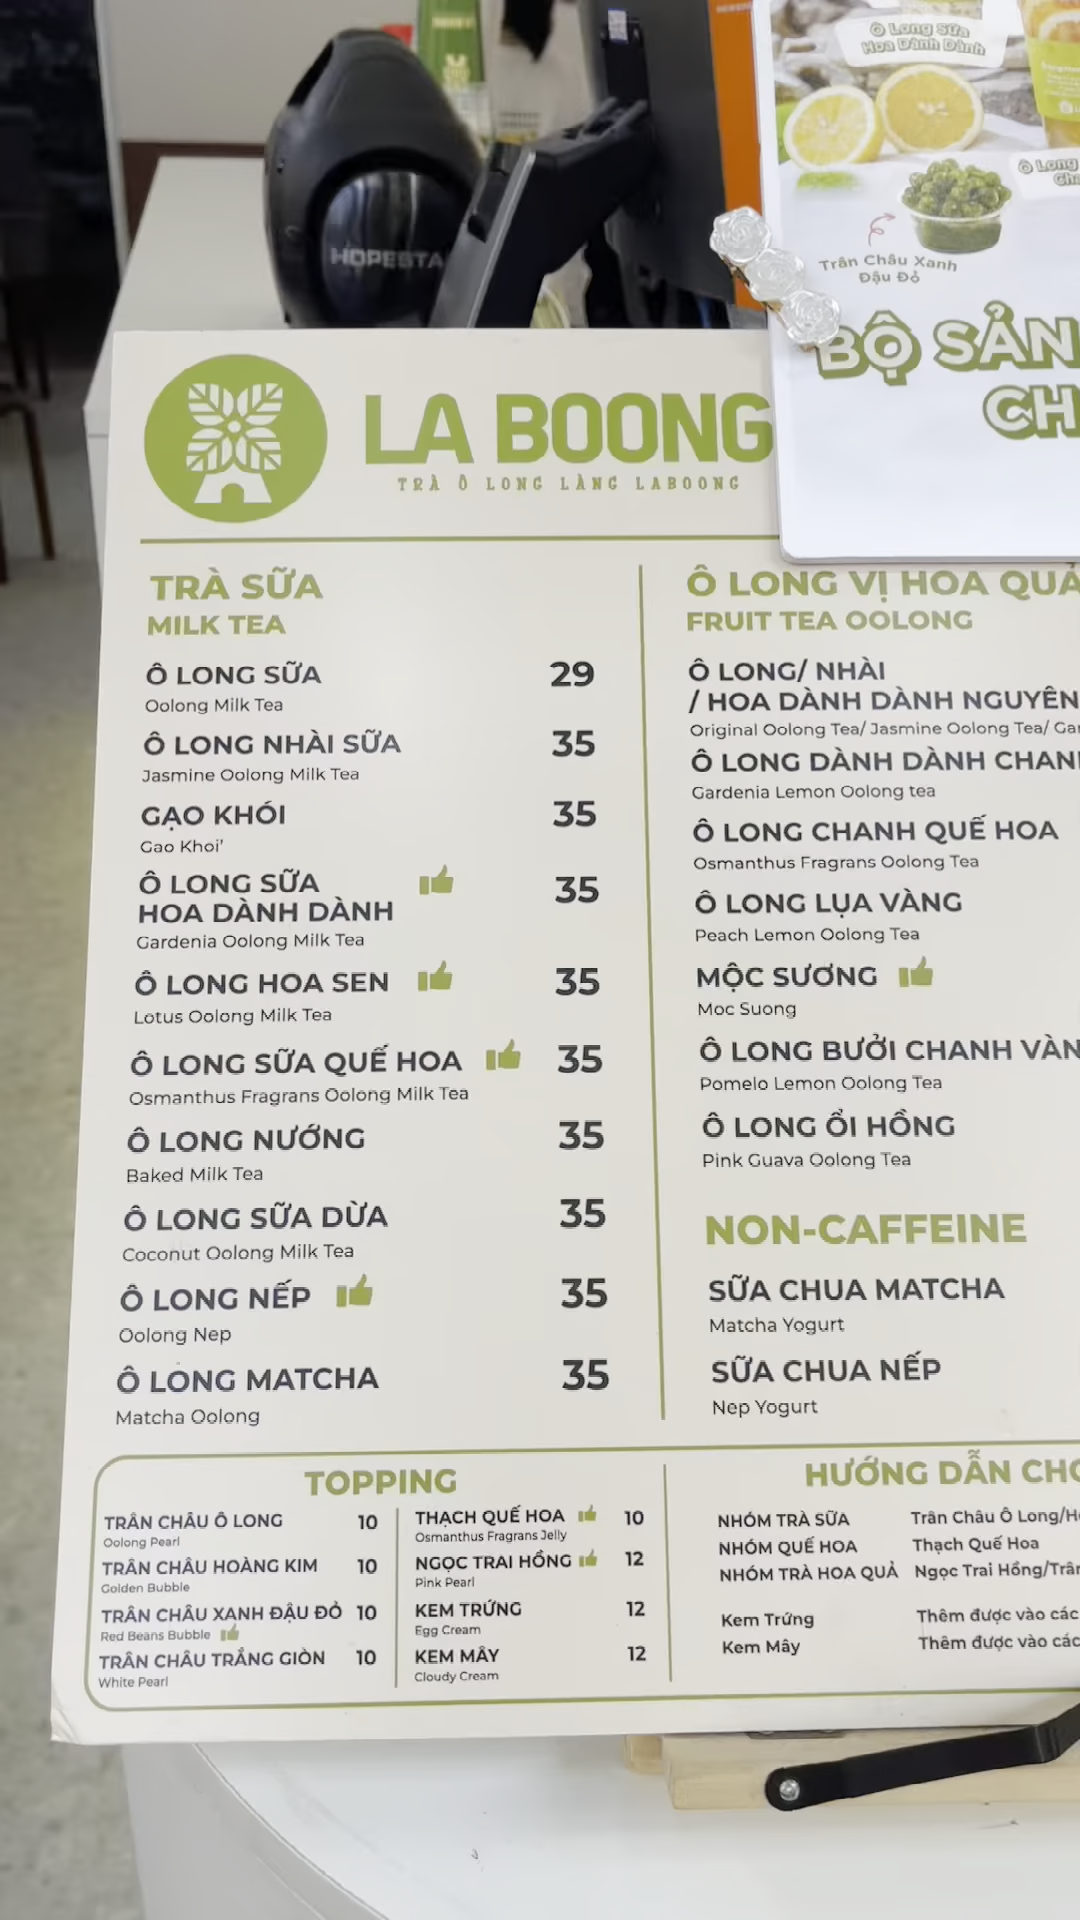 Ô Long Sữa
Hoa Dành Dành
Ô Long
Trân Châu Xanh
Đậu Đỏ
BỘ SẢN
CH
HOPESTA
LA BOONG
TRÀ Ô LONG LÀNG LABOONG
TRÀ SỮA
MILK TEA
Ô LONG SỮA 29
Oolong Milk Tea
Ô LONG NHÀI SỮA 35
Jasmine Oolong Milk Tea
GẠO KHÓI 35
Gao Khoi'
Ô LONG SỮA
HOA DÀNH DÀNH 35
Gardenia Oolong Milk Tea
Ô LONG HOA SEN 35
Lotus Oolong Milk Tea
Ô LONG SỮA QUẾ HOA 35
Osmanthus Fragrans Oolong Milk Tea
Ô LONG NƯỚNG 35
Baked Milk Tea
Ô LONG SỮA DỪA 35
Coconut Oolong Milk Tea
Ô LONG NẾP 35
Oolong Nep
Ô LONG MATCHA 35
Matcha Oolong
Ô LONG VỊ HOA QUẢ
FRUIT TEA OOLONG
Ô LONG/ NHÀI
/ HOA DÀNH DÀNH NGUYÊN
Original Oolong Tea/ Jasmine Oolong Tea/ Gar
Ô LONG DÀNH DÀNH CHANH
Gardenia Lemon Oolong tea
Ô LONG CHANH QUẾ HOA
Osmanthus Fragrans Oolong Tea
Ô LONG LỤA VÀNG
Peach Lemon Oolong Tea
MỘC SƯƠNG
Moc Suong
Ô LONG BƯỞI CHANH VÀN
Pomelo Lemon Oolong Tea
Ô LONG ỔI HỒNG
Pink Guava Oolong Tea
NON-CAFFEINE
SỮA CHUA MATCHA
Matcha Yogurt
SỮA CHUA NẾP
Nep Yogurt
TOPPING
TRÂN CHÂU Ô LONG 10
Oolong Pearl
TRÂN CHÂU HOÀNG KIM 10
Golden Bubble
TRÂN CHÂU XANH ĐẬU ĐỎ 10
Red Beans Bubble
TRÂN CHÂU TRẮNG GIÒN 10
White Pearl
THẠCH QUẾ HOA 10
Osmanthus Fragrans Jelly
NGỌC TRAI HỒNG 12
Pink Pearl
KEM TRỨNG 12
Egg Cream
KEM MÂY 12
Cloudy Cream
HƯỚNG DẪN CHỌ
NHÓM TRÀ SỮA Trân Châu Ô Long/H
NHÓM QUẾ HOA Thạch Quế Hoa
NHÓM TRÀ HOA QUẢ Ngọc Trai Hồng/Trân
Kem Trứng Thêm được vào các
Kem Mây Thêm được vào các